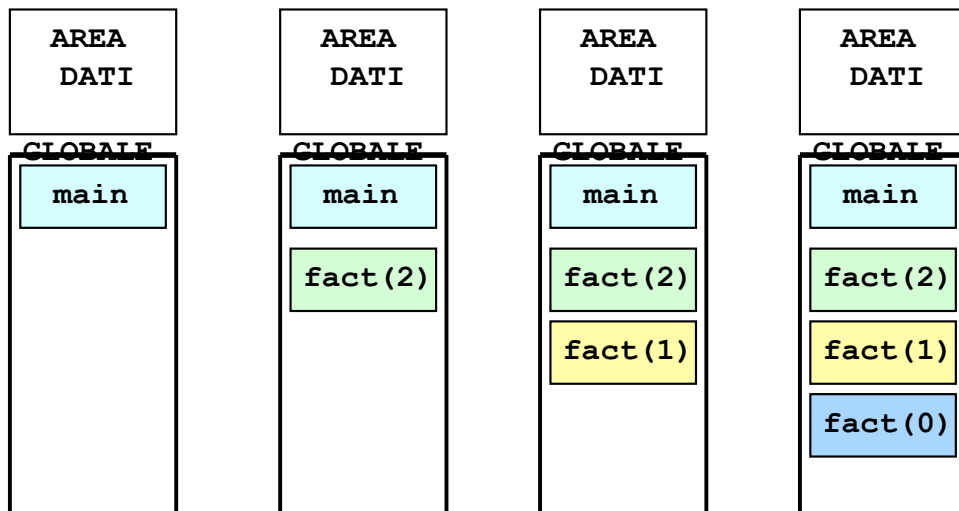 AREA
DATI
GLOBALE
main
AREA
DATI
GLOBALE
main
fact(2)
AREA
DATI
GLOBALE
main
fact(2)
fact(1)
AREA
DATI
GLOBALE
main
fact(2)
fact(1)
fact(0)